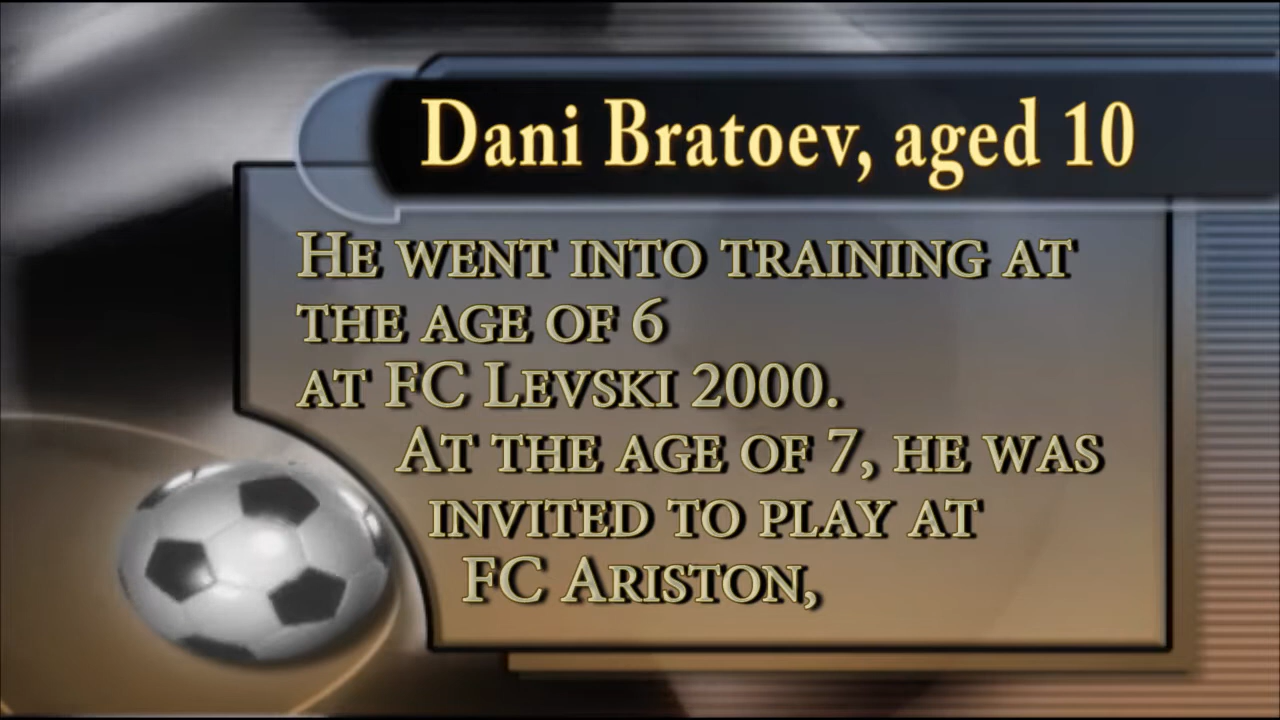 Dani Bratoev, aged 10
He went into training at
the age of 6
at FC Levski 2000.
At the age of 7, he was
invited to play at
FC Ariston,